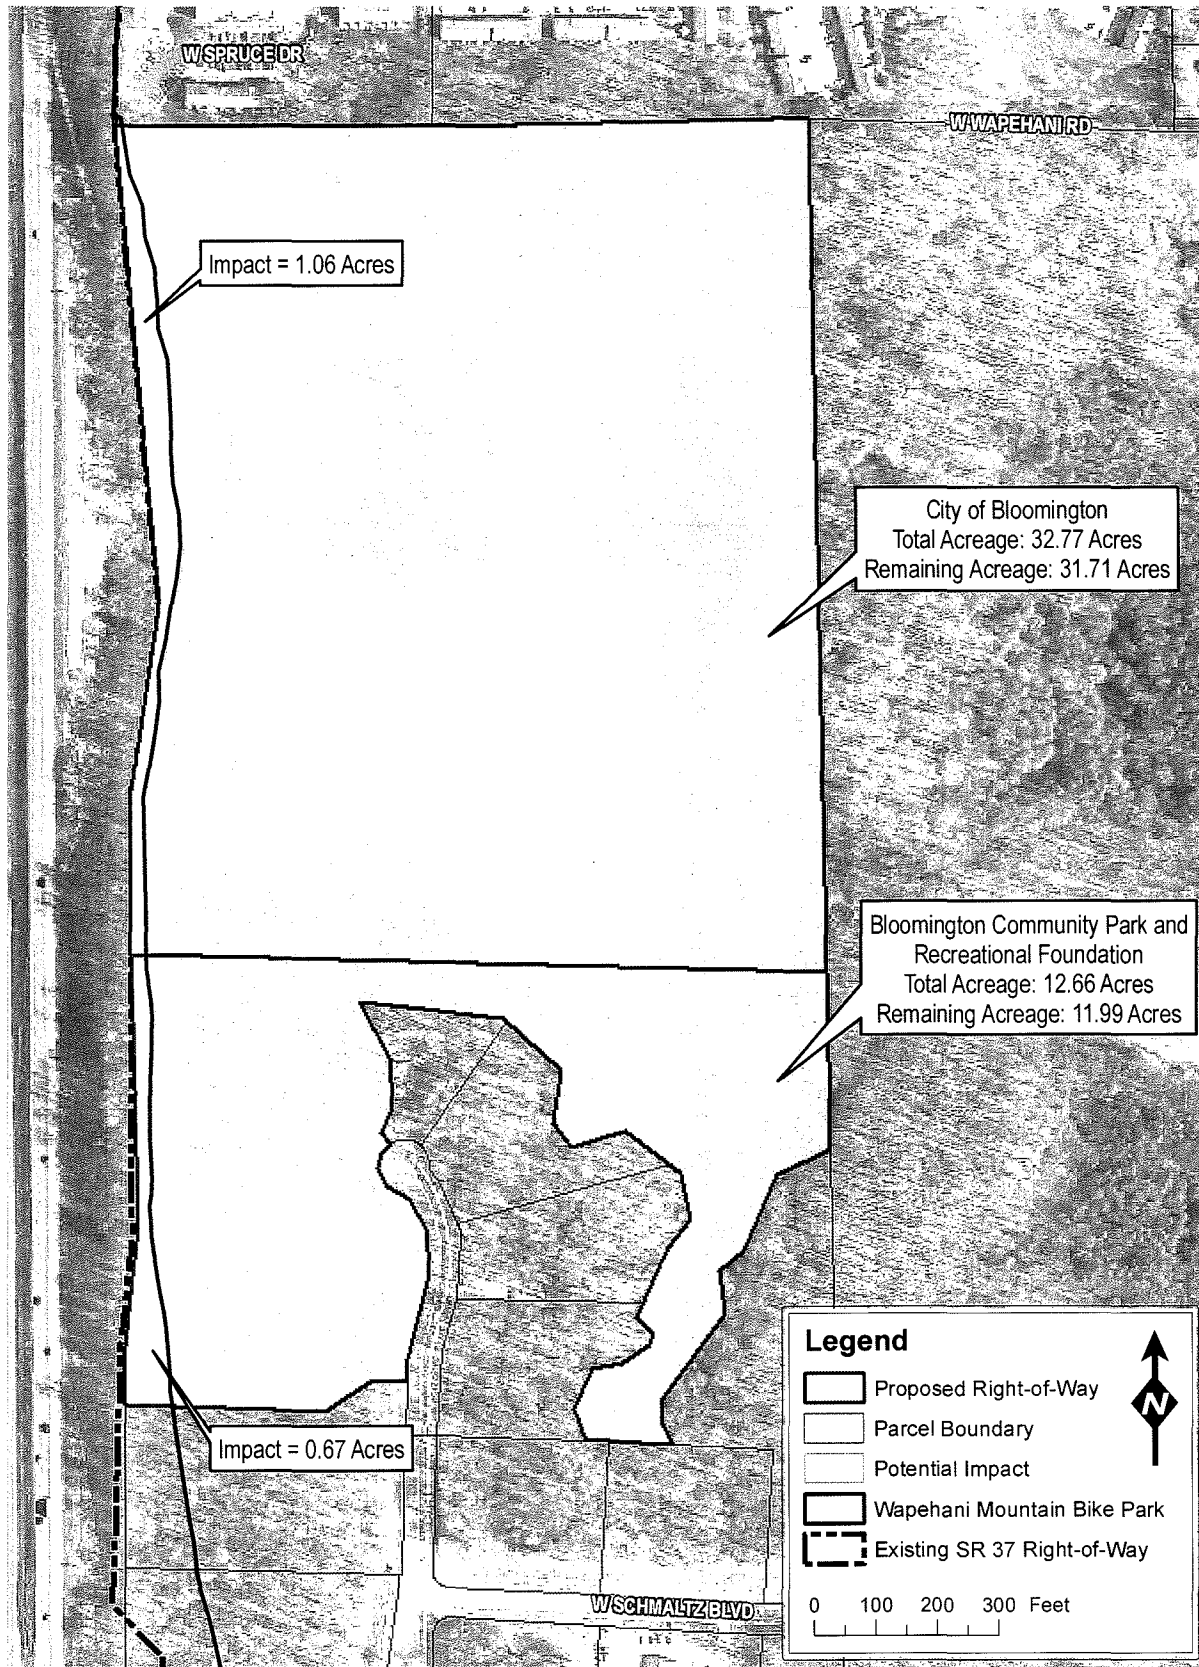 W SPRUCE DR
W WAPEHANI RD
Impact = 1.06 Acres
City of Bloomington
Total Acreage: 32.77 Acres
Remaining Acreage: 31.71 Acres
Bloomington Community Park and
Recreational Foundation
Total Acreage: 12.66 Acres
Remaining Acreage: 11.99 Acres
Impact = 0.67 Acres
Legend
Proposed Right-of-Way
Parcel Boundary
Potential Impact
Wapehani Mountain Bike Park
Existing SR 37 Right-of-Way
N
0 100 200 300 Feet
W SCHMALTZ BLVD